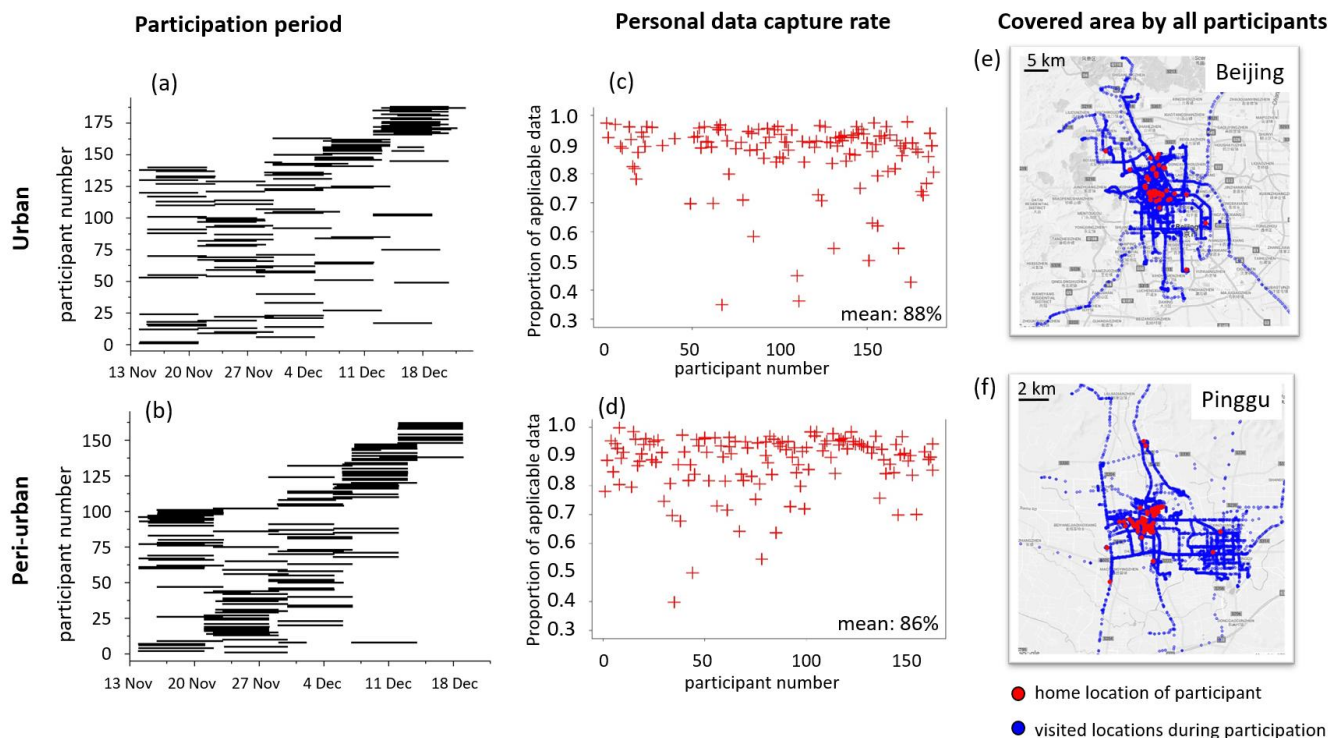 Participation period
Personal data capture rate
Covered area by all participants
Urban
(a)
participant number
175
150
125
100
75
50
25
0
13 Nov 20 Nov 27 Nov 4 Dec 11 Dec 18 Dec
(c)
Proportion of applicable data
1.0
0.9
0.8
0.7
0.6
0.5
0.4
0.3
mean: 88%
0 50 100 150
participant number
(e)
5 km
Beijing
Beijing
Peri-urban
(b)
participant number
150
125
100
75
50
25
0
13 Nov 20 Nov 27 Nov 4 Dec 11 Dec 18 Dec
(d)
Proportion of applicable data
1.0
0.9
0.8
0.7
0.6
0.5
0.4
0.3
mean: 86%
0 50 100 150
participant number
(f)
2 km
Pinggu
home location of participant
visited locations during participation